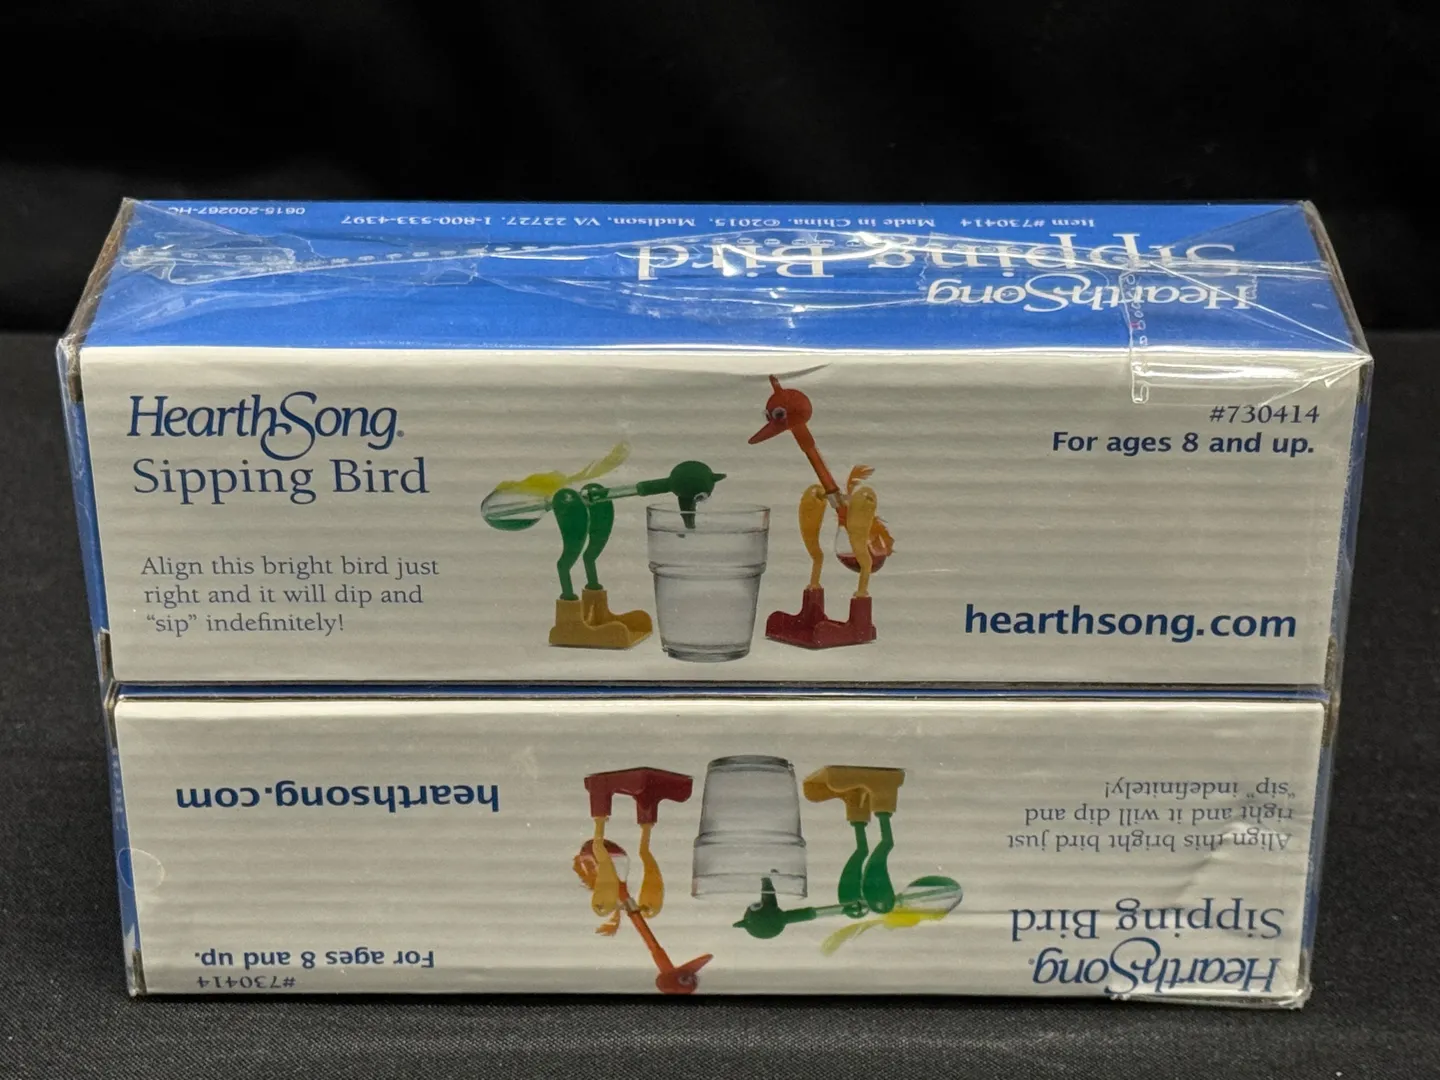 0615-200267-HC
Item #730414 Made in China. ©2015. Madison, VA 22727. 1-800-533-4397
HearthSong
Sipping Bird
HearthSong®
Sipping Bird
Align this bright bird just
right and it will dip and
“sip” indefinitely!
#730414
For ages 8 and up.
hearthsong.com
HearthSong®
Sipping Bird
Align this bright bird just
right and it will dip and
“sip” indefinitely!
#730414
For ages 8 and up.
hearthsong.com